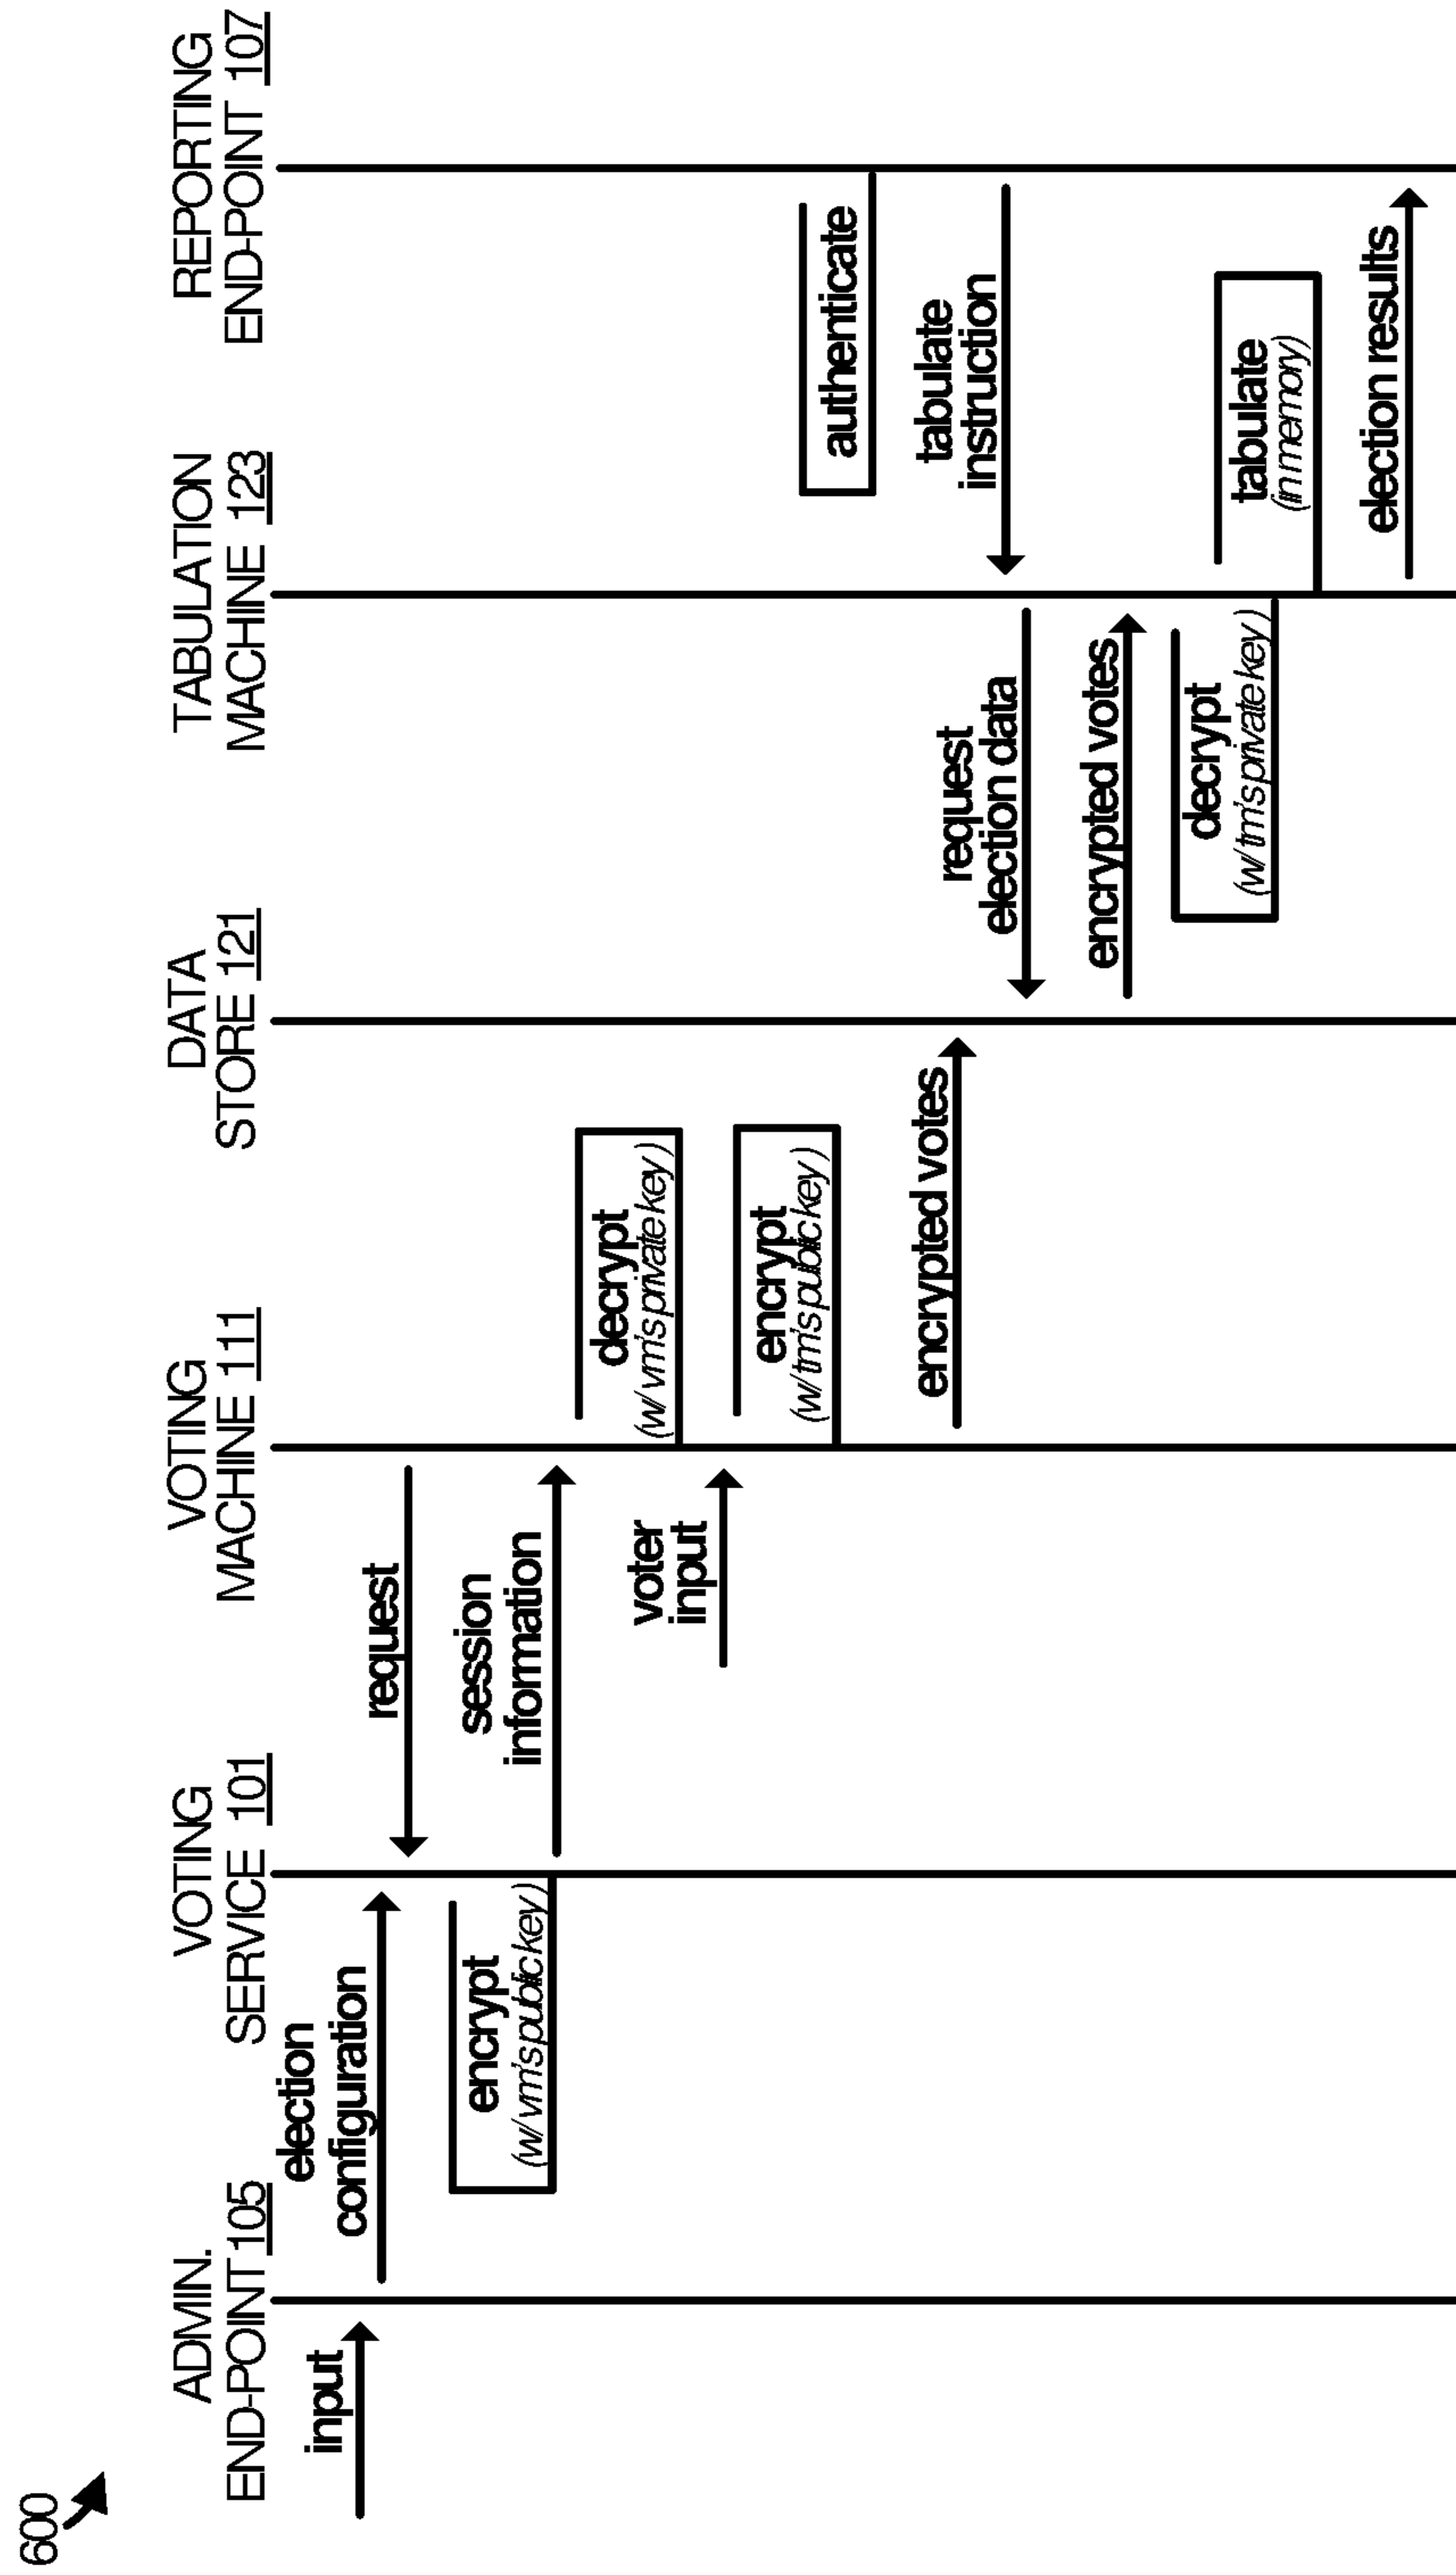 600
ADMIN.
END-POINT 105
VOTING
SERVICE 101
VOTING
MACHINE 111
DATA
STORE 121
TABULATION
MACHINE 123
REPORTING
END-POINT 107
input
election
configuration
request
encrypt
(w/ vm's public key)
session
information
decrypt
(w/ vm's private key)
voter
input
encrypt
(w/ tm's public key)
authenticate
encrypted votes
tabulate
instruction
request
election data
encrypted votes
decrypt
(w/ tm's private key)
tabulate
(in memory)
election results